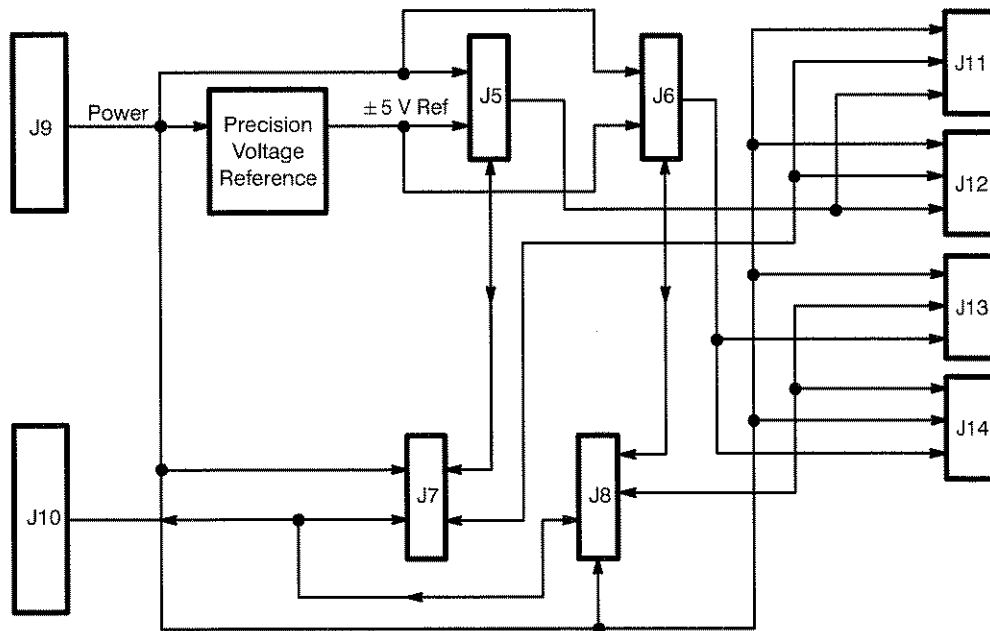 J9
Power
Precision
Voltage
Reference
± 5 V Ref
J5
J6
J11
J12
J13
J14
J10
J7
J8